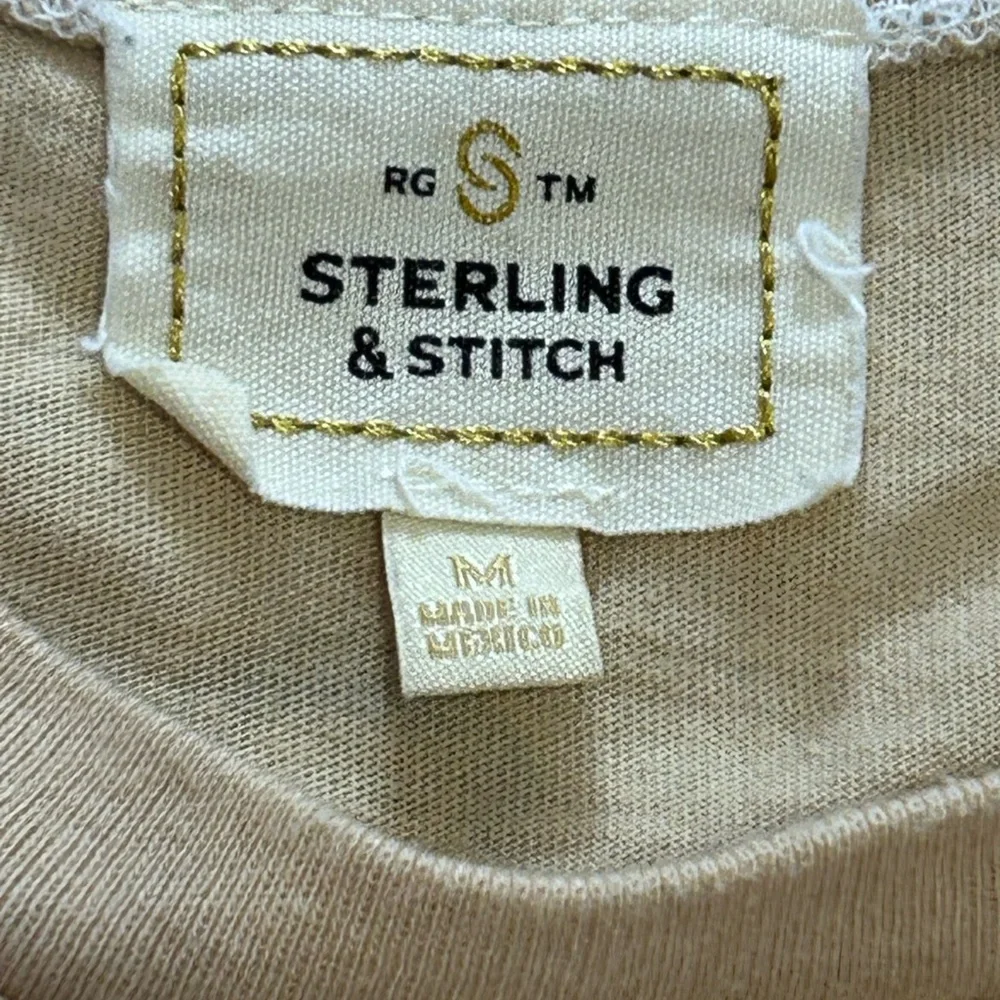 RG S TM
STERLING
& STITCH
M
MADE IN
MEXICO